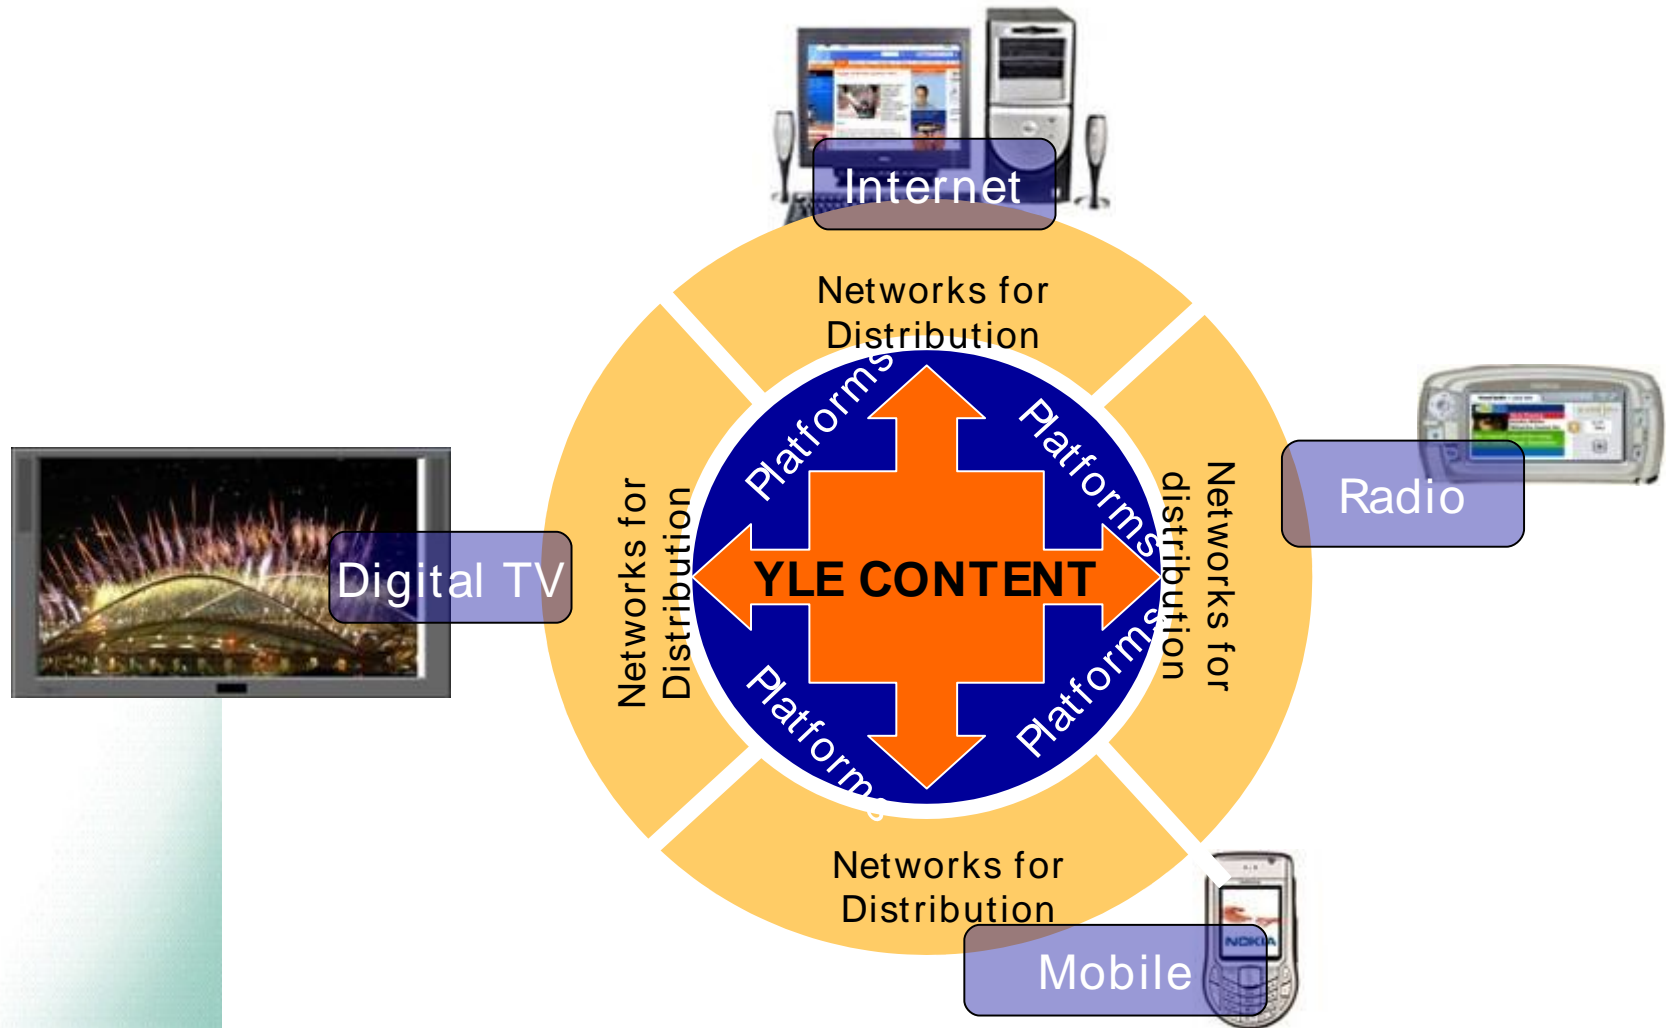 Internet
Networks for
Distribution
Platforms
Platforms
Networks for
Distribution
Networks for
distribution
Radio
Digital TV
YLE CONTENT
Platforms
Platforms
Networks for
Distribution
Mobile
NOKIA